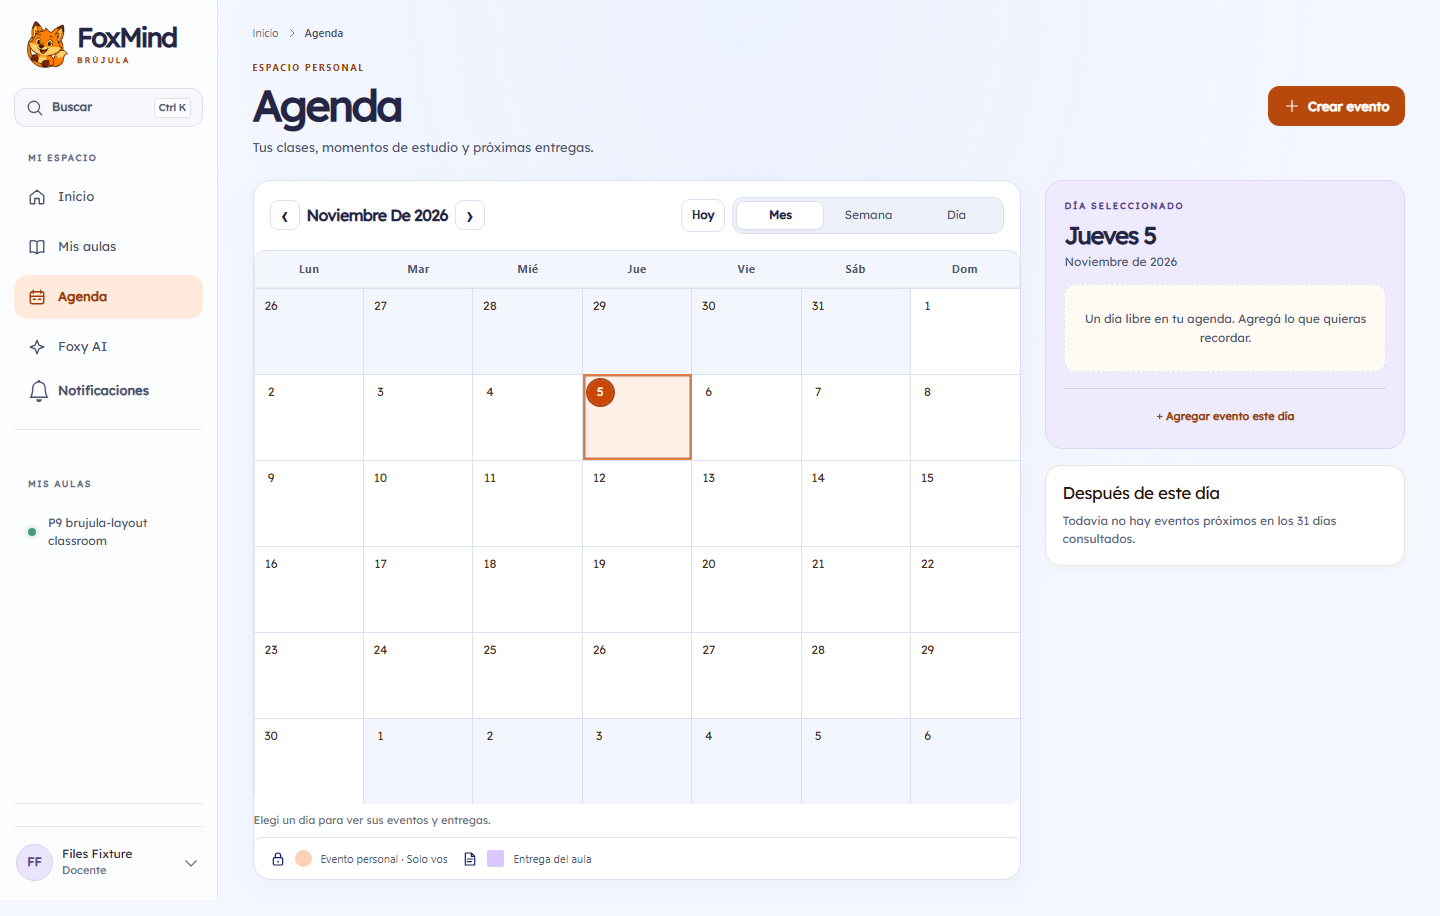 FoxMind
BRÚJULA
Buscar Ctrl K
MI ESPACIO
Inicio
Mis aulas
Agenda
Foxy AI
Notificaciones
MIS AULAS
P9 brujula-layout
classroom
FF Files Fixture
Docente
Inicio > Agenda
ESPACIO PERSONAL
Agenda
Tus clases, momentos de estudio y próximas entregas.
+ Crear evento
‹ Noviembre De 2026 › Hoy Mes Semana Día
Lun Mar Mié Jue Vie Sáb Dom
26 27 28 29 30 31 1
2 3 4 5 6 7 8
9 10 11 12 13 14 15
16 17 18 19 20 21 22
23 24 25 26 27 28 29
30 1 2 3 4 5 6
Elegi un dia para ver sus eventos y entregas.
Evento personal · Solo vos Entrega del aula
DÍA SELECCIONADO
Jueves 5
Noviembre de 2026
Un día libre en tu agenda. Agregá lo que quieras
recordar.
+ Agregar evento este día
Después de este día
Todavía no hay eventos próximos en los 31 días
consultados.